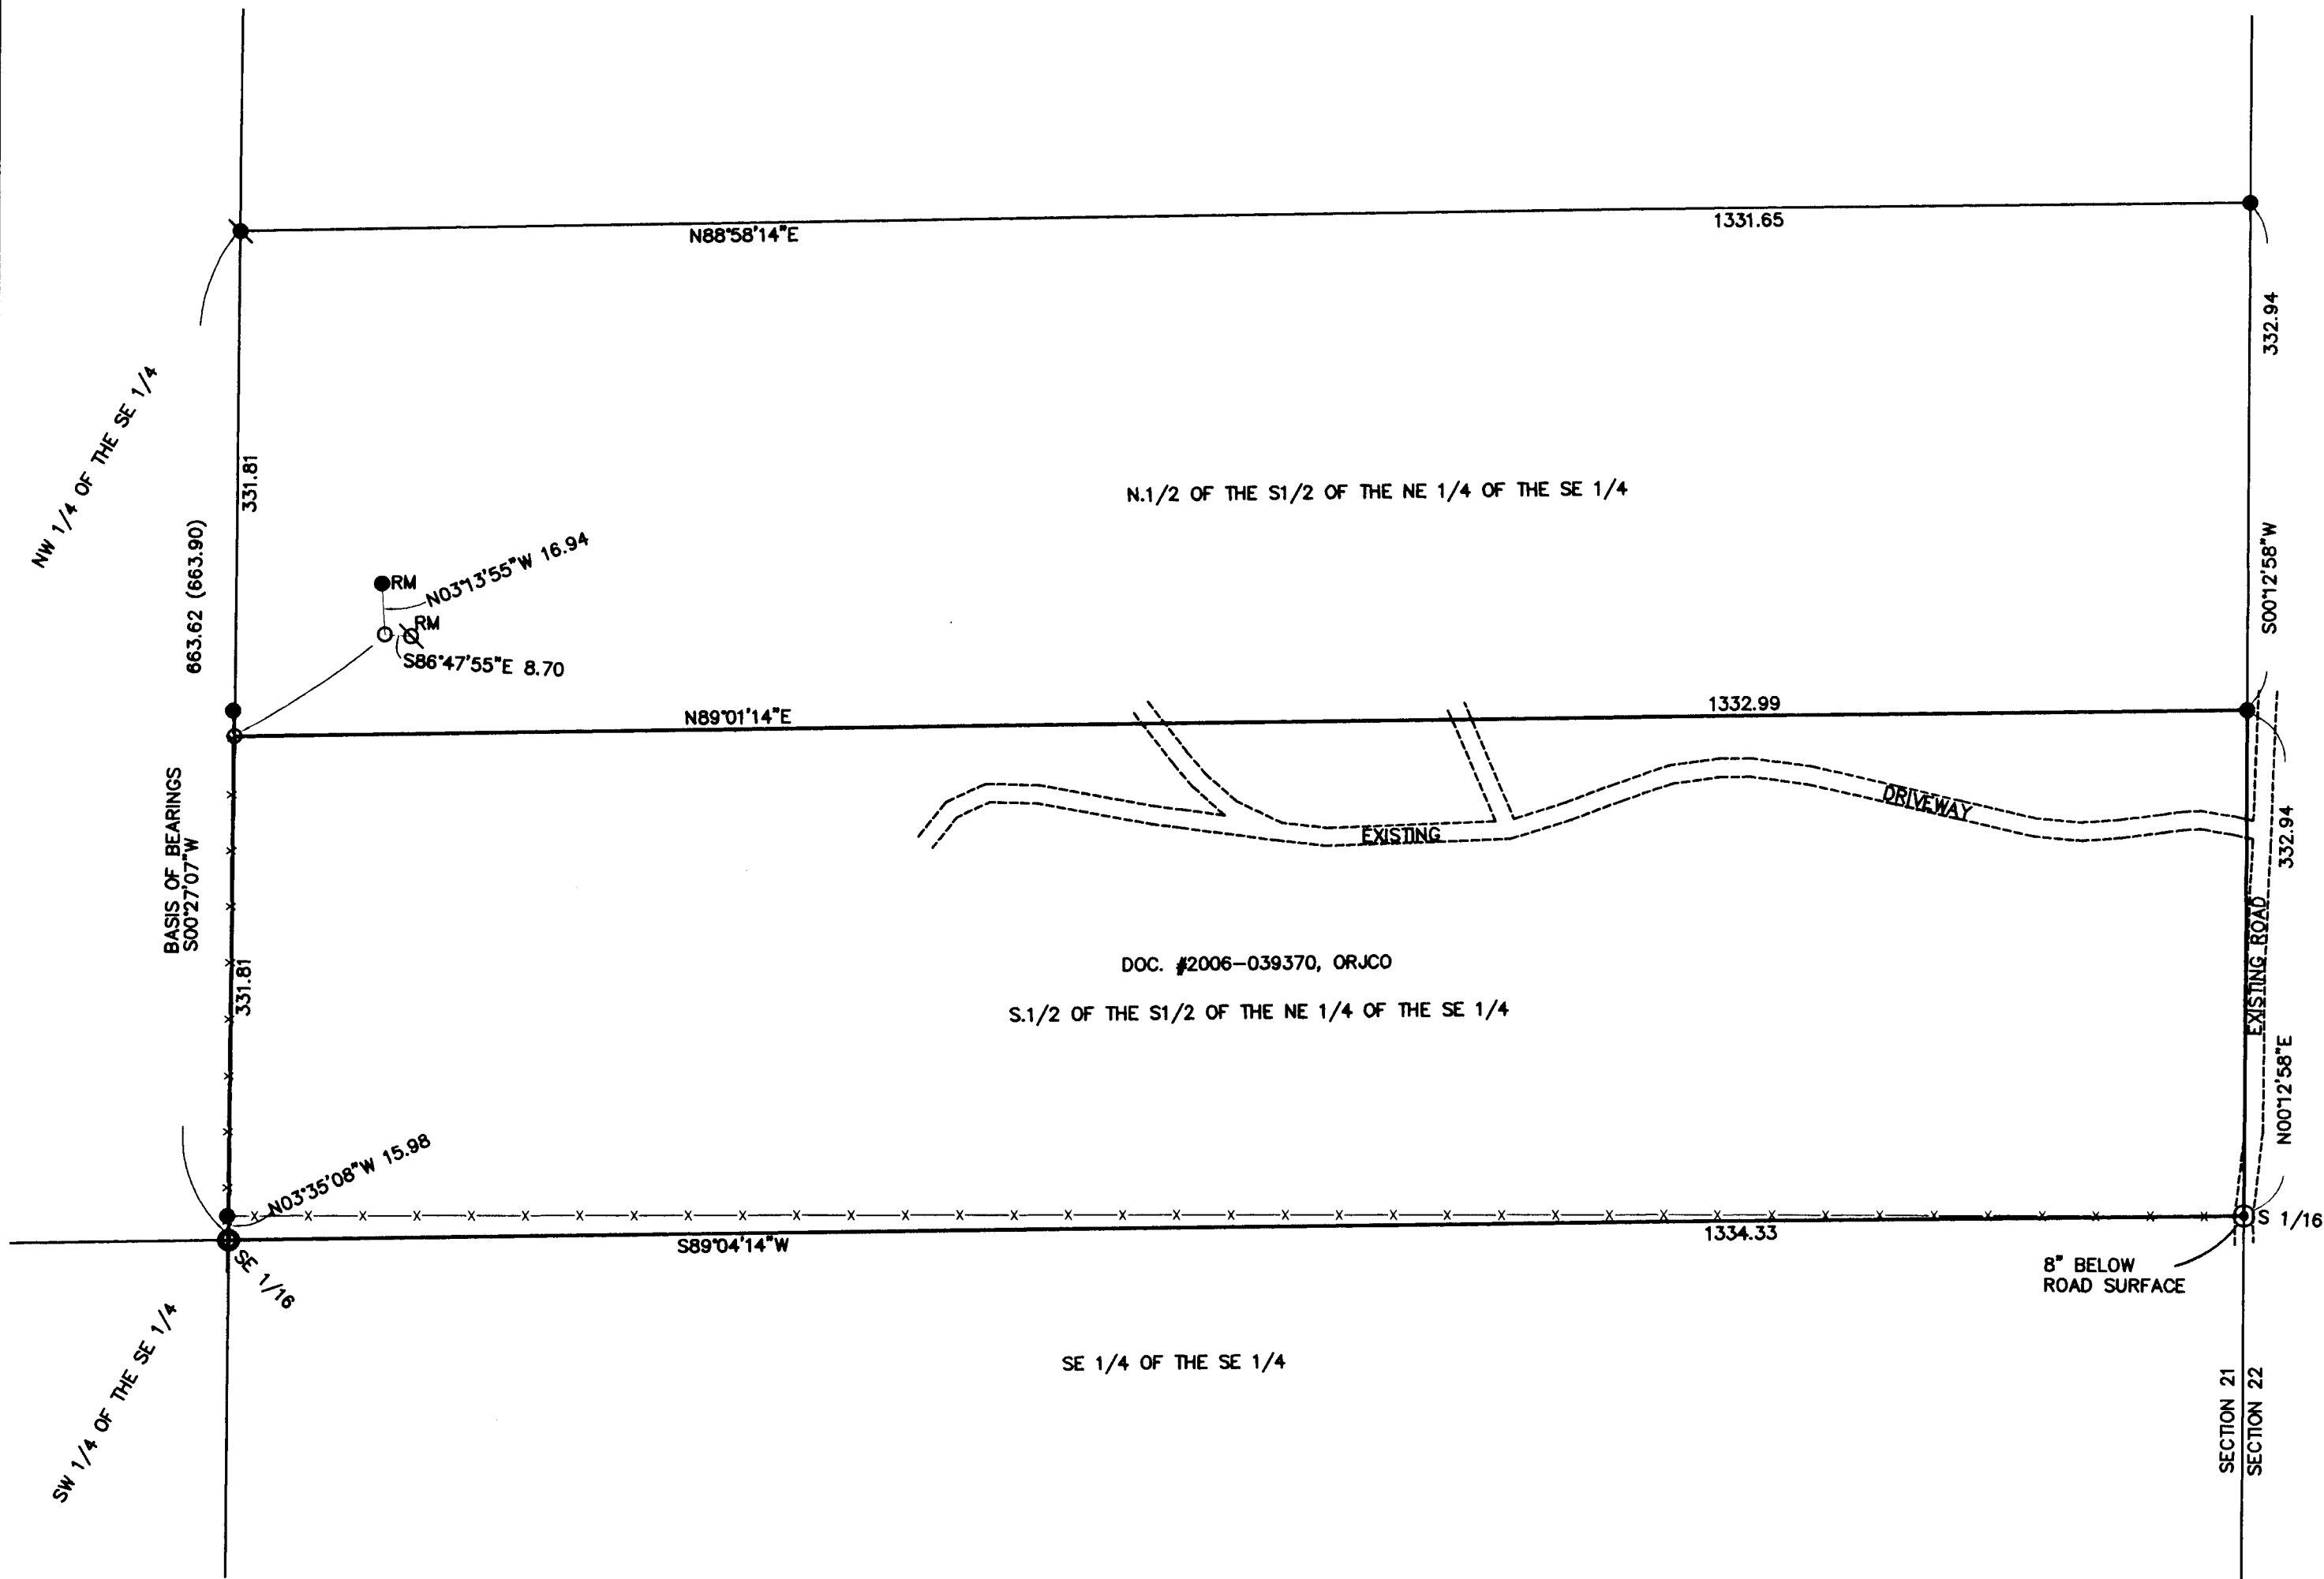 N88°58'14"E
1331.65
332.94
NW 1/4 OF THE SE 1/4
331.81
663.62 (663.90)
N.1/2 OF THE S1/2 OF THE NE 1/4 OF THE SE 1/4
S00°12'58"W
RM
N03°13'55"W 16.94
RM
S86°47'55"E 8.70
N89°01'14"E
1332.99
BASIS OF BEARINGS
S00°27'07"W
EXISTING
DRIVEWAY
332.94
EXISTING ROAD
331.81
DOC. #2006-039370, ORJCO
S.1/2 OF THE S1/2 OF THE NE 1/4 OF THE SE 1/4
N00°12'58"E
N03°35'08"W 15.98
S89°04'14"W
1334.33
S 1/16
SE 1/16
8" BELOW
ROAD SURFACE
SW 1/4 OF THE SE 1/4
SE 1/4 OF THE SE 1/4
SECTION 21
SECTION 22